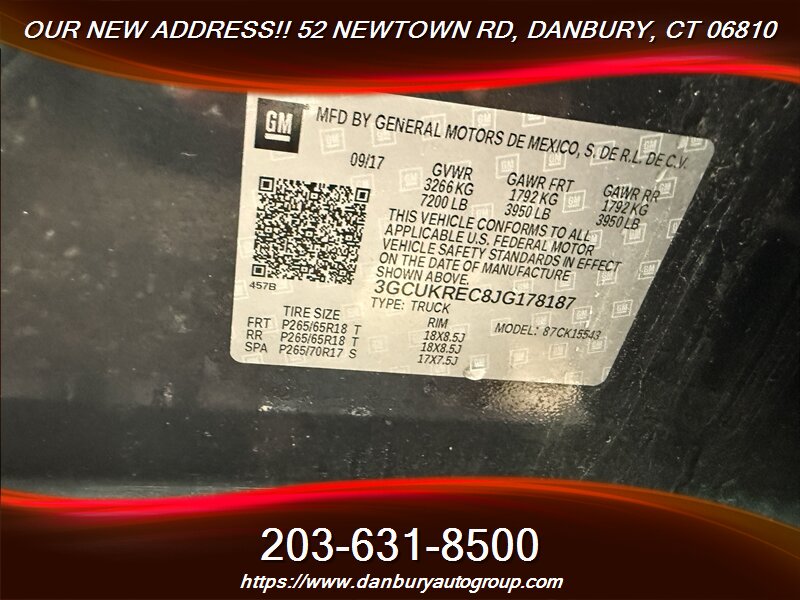 OUR NEW ADDRESS!! 52 NEWTOWN RD, DANBURY, CT 06810
GM
MFD BY GENERAL MOTORS DE MEXICO, S. DE R.L. DE C.V.
09/17 GVWR GAWR FRT GAWR RR
3266 KG 1792 KG 1792 KG
7200 LB 3950 LB 3950 LB
THIS VEHICLE CONFORMS TO ALL
APPLICABLE U.S. FEDERAL MOTOR
VEHICLE SAFETY STANDARDS IN EFFECT
ON THE DATE OF MANUFACTURE
SHOWN ABOVE.
457B
3GCUKREC8JG178187
TYPE: TRUCK
TIRE SIZE RIM MODEL: 87CK15543
FRT P265/65R18 T 18X8.5J
RR P265/65R18 T 18X8.5J
SPA P265/70R17 S 17X7.5J
203-631-8500
https://www.danburyautogroup.com